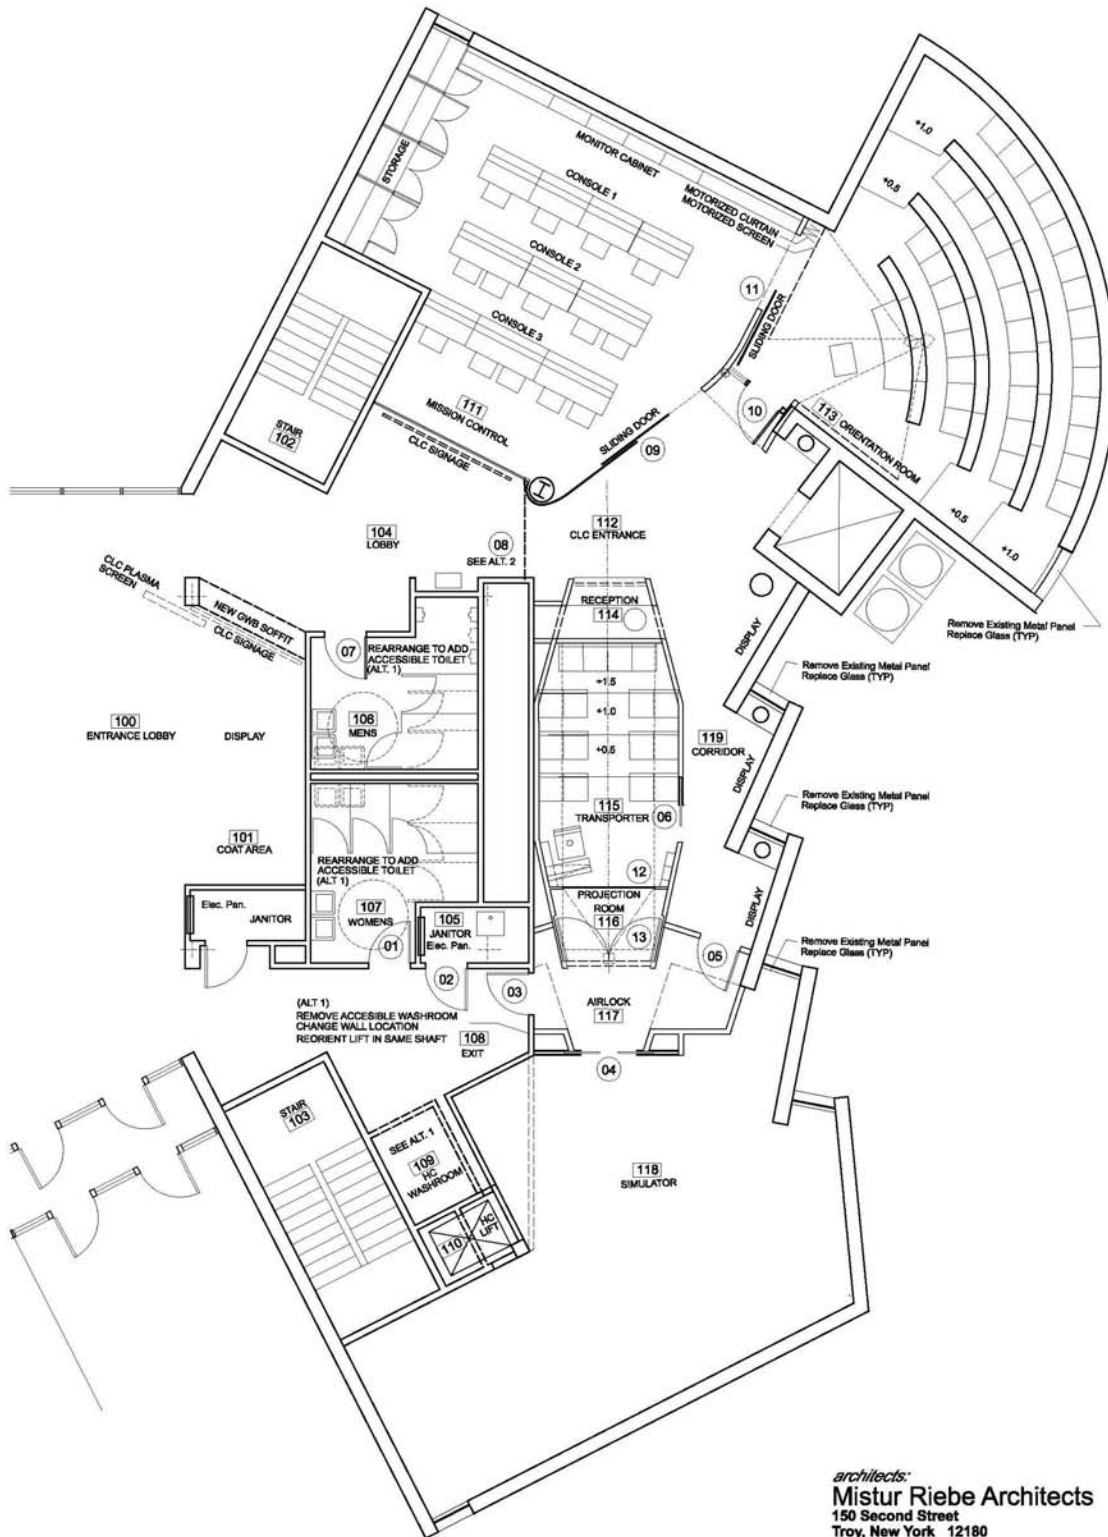 +1.0
+0.5
MONITOR CABINET
STORAGE
CONSOLE 1
MOTORIZED CURTAIN
MOTORIZED SCREEN
CONSOLE 2
CONSOLE 3
11
SLIDING DOOR
111
MISSION CONTROL
CLC SIGNAGE
SLIDING DOOR
09
10
113 ORIENTATION ROOM
STAIR
102
+0.5
+1.0
104
LOBBY
08
SEE ALT. 2
112
CLC ENTRANCE
CLC PLASMA
SCREEN
NEW GWB SOFFIT
CLC SIGNAGE
RECEPTION
114
DISPLAY
Remove Existing Metal Panel
Replace Glass (TYP)
07
REARRANGE TO ADD
ACCESSIBLE TOILET
(ALT. 1)
Remove Existing Metal Panel
Replace Glass (TYP)
+1.5
+1.0
+0.5
100
ENTRANCE LOBBY
DISPLAY
106
MENS
119
CORRIDOR
DISPLAY
Remove Existing Metal Panel
Replace Glass (TYP)
115
TRANSPORTER
06
101
COAT AREA
REARRANGE TO ADD
ACCESSIBLE TOILET
(ALT 1)
12
Elec. Pan.
JANITOR
107
WOMENS
01
105
JANITOR
Elec. Pan.
PROJECTION
ROOM
116
13
DISPLAY
Remove Existing Metal Panel
Replace Glass (TYP)
05
02
03
(ALT 1)
REMOVE ACCESIBLE WASHROOM
CHANGE WALL LOCATION
REORIENT LIFT IN SAME SHAFT
108
EXIT
AIRLOCK
117
04
STAIR
103
SEE ALT. 1
109
HC
WASHROOM
118
SIMULATOR
110
HC
LIFT
architects:
Mistur Riebe Architects
150 Second Street
Troy, New York 12180